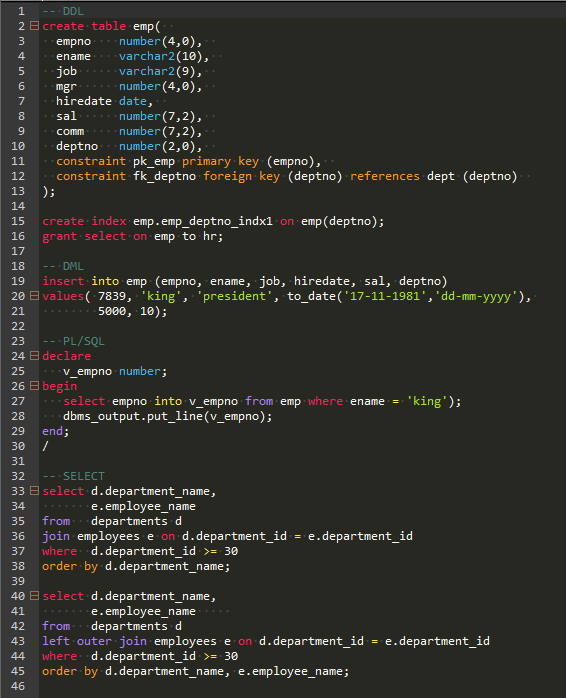 1 -- DDL
2 create table emp(
3   empno    number(4,0),
4   ename    varchar2(10),
5   job      varchar2(9),
6   mgr      number(4,0),
7   hiredate date,
8   sal      number(7,2),
9   comm     number(7,2),
10   deptno   number(2,0),
11   constraint pk_emp primary key (empno),
12   constraint fk_deptno foreign key (deptno) references dept (deptno)
13 );
14
15 create index emp.emp_deptno_indx1 on emp(deptno);
16 grant select on emp to hr;
17
18 -- DML
19 insert into emp (empno, ename, job, hiredate, sal, deptno)
20 values( 7839, 'king', 'president', to_date('17-11-1981','dd-mm-yyyy'),
21         5000, 10);
22
23 -- PL/SQL
24 declare
25    v_empno number;
26 begin
27    select empno into v_empno from emp where ename = 'king');
28    dbms_output.put_line(v_empno);
29 end;
30 /
31
32 -- SELECT
33 select d.department_name,
34        e.employee_name
35 from   departments d
36 join employees e on d.department_id = e.department_id
37 where  d.department_id >= 30
38 order by d.department_name;
39
40 select d.department_name,
41        e.employee_name
42 from   departments d
43 left outer join employees e on d.department_id = e.department_id
44 where  d.department_id >= 30
45 order by d.department_name, e.employee_name;
46